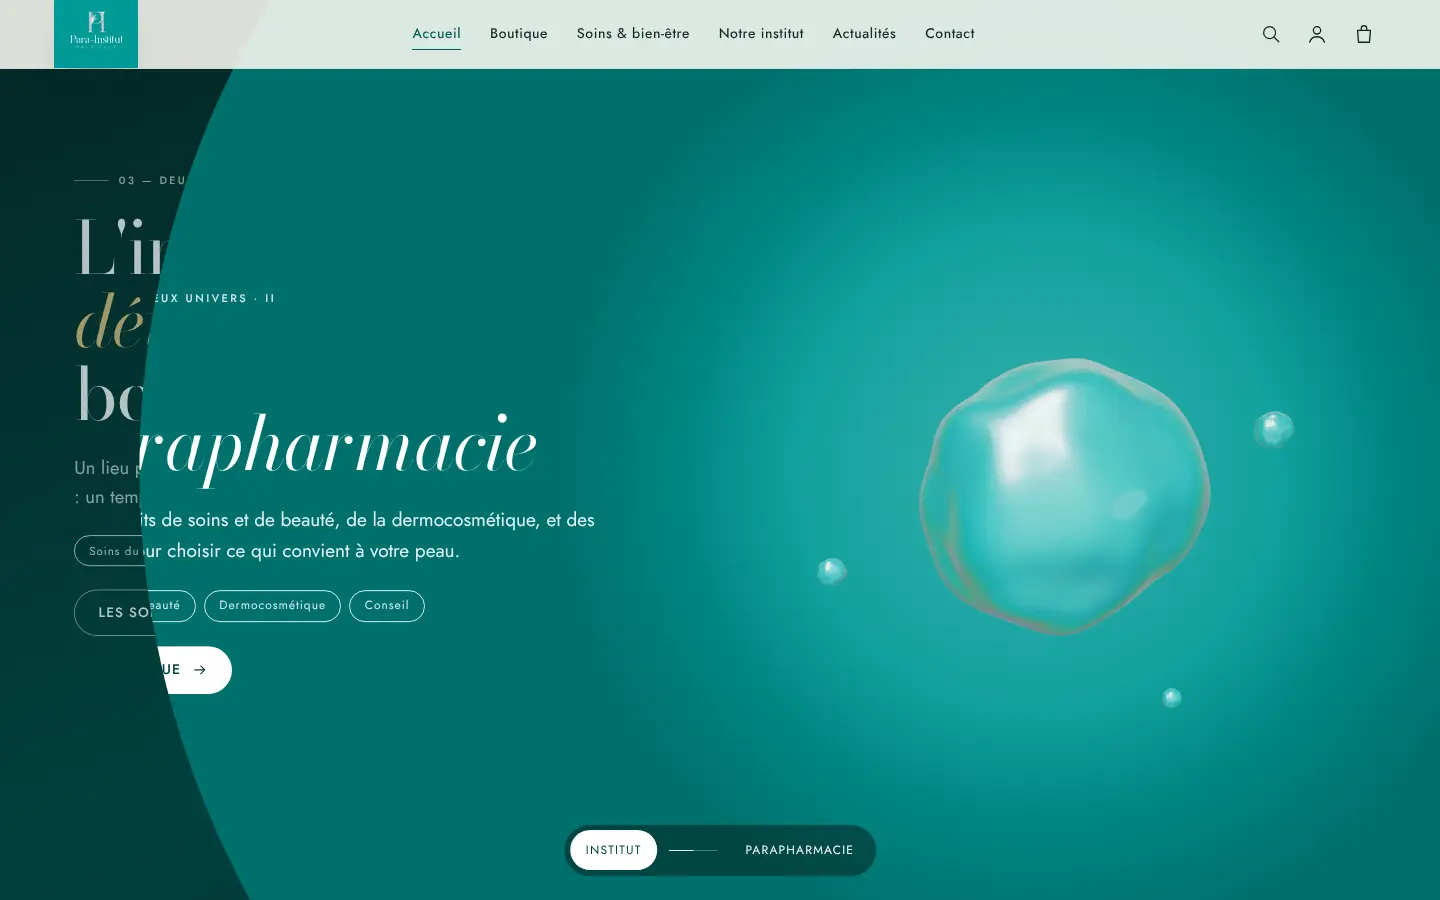 Para-Institut
Accueil
Boutique
Soins & bien-être
Notre institut
Actualités
Contact
03 — DEU
L'in
dé
bo
Un lieu p
: un tem
Soins du
LES SO
EUX UNIVERS · II
rapharmacie
its de soins et de beauté, de la dermocosmétique, et des
ur choisir ce qui convient à votre peau.
eauté
Dermocosmétique
Conseil
UE →
INSTITUT
PARAPHARMACIE